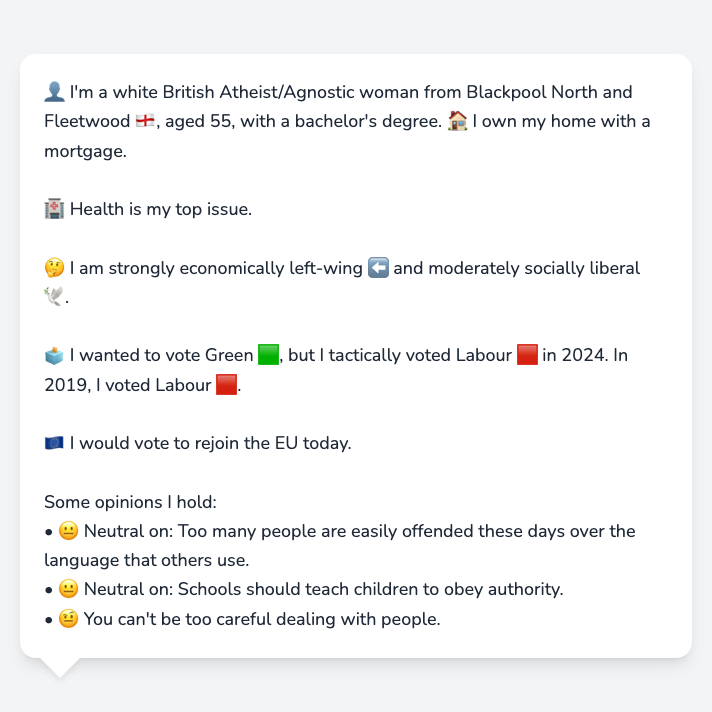 👤 I'm a white British Atheist/Agnostic woman from Blackpool North and
Fleetwood 🏴󠁧󠁢󠁥󠁮󠁧󠁿, aged 55, with a bachelor's degree. 🏠 I own my home with a
mortgage.
🏥 Health is my top issue.
🤔 I am strongly economically left-wing ⬅️ and moderately socially liberal
🕊️.
🗳️ I wanted to vote Green 🟩, but I tactically voted Labour 🟥 in 2024. In
2019, I voted Labour 🟥.
🇪🇺 I would vote to rejoin the EU today.
Some opinions I hold:
• 😐 Neutral on: Too many people are easily offended these days over the
language that others use.
• 😐 Neutral on: Schools should teach children to obey authority.
• 🤨 You can't be too careful dealing with people.